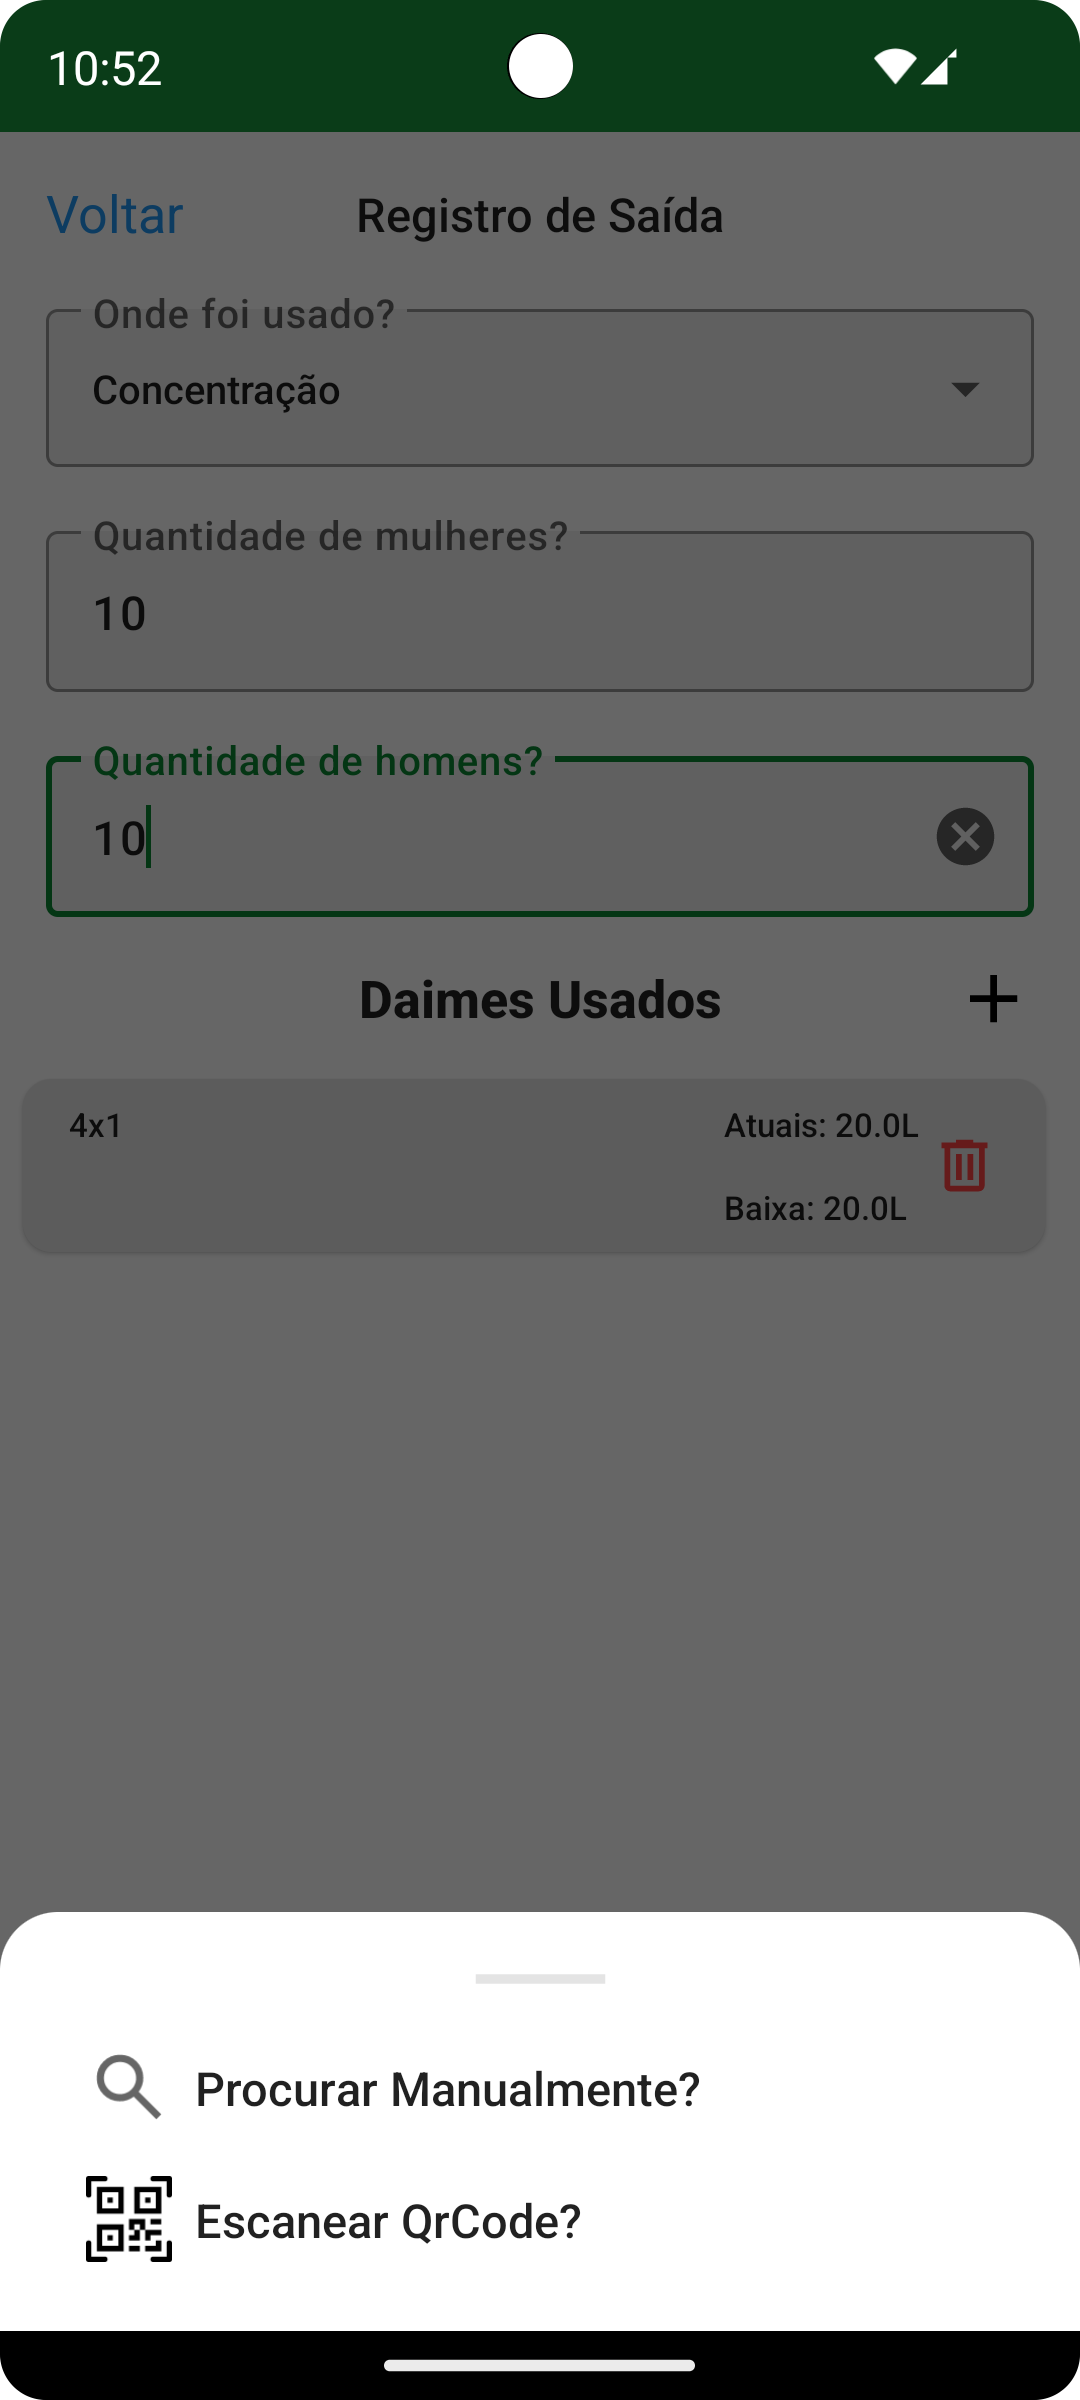 10:52
Voltar
Registro de Saída
Onde foi usado?
Concentração
Quantidade de mulheres?
10
Quantidade de homens?
10
Daimes Usados
4x1
Atuais: 20.0L
Baixa: 20.0L
Procurar Manualmente?
Escanear QrCode?